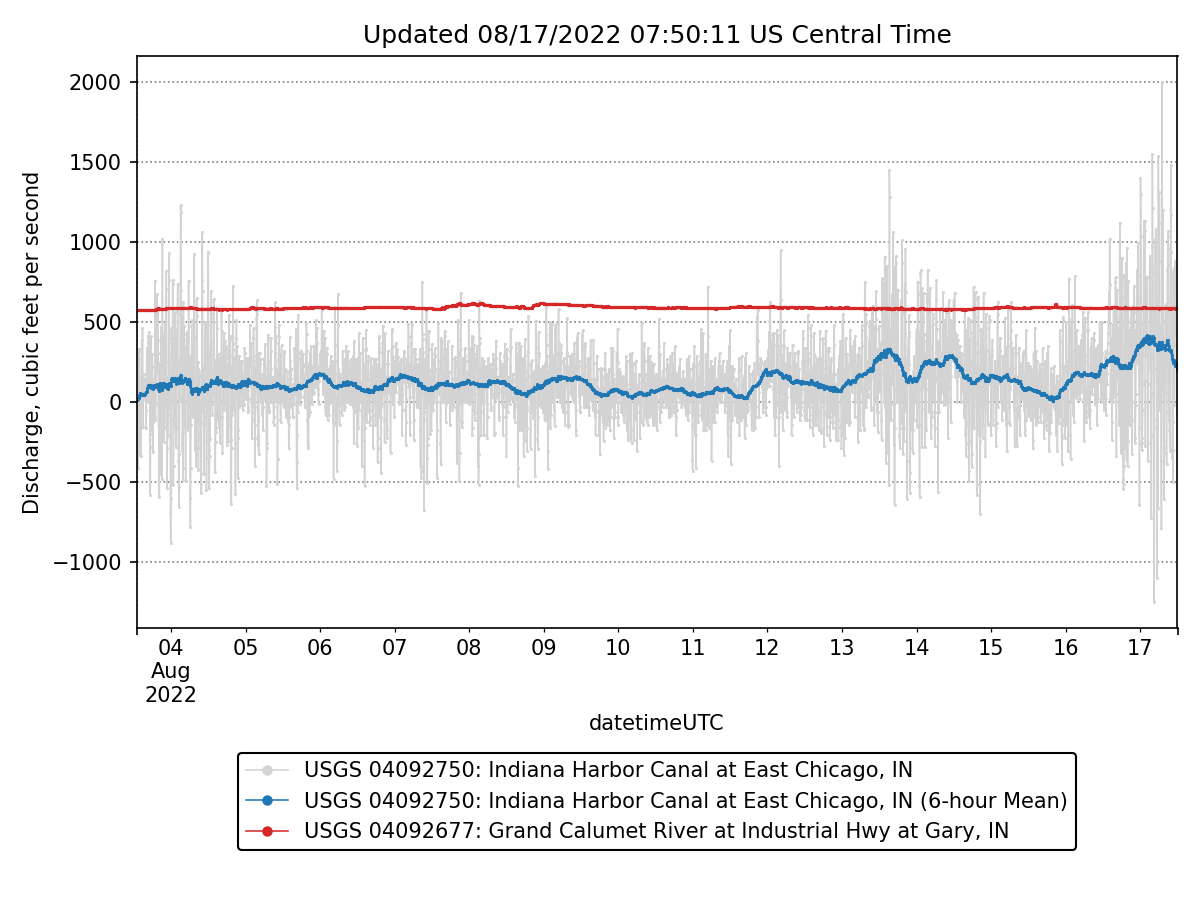 Updated 08/17/2022 07:50:11 US Central Time
Discharge, cubic feet per second
2000
1500
1000
500
0
−500
−1000
04 05 06 07 08 09 10 11 12 13 14 15 16 17
Aug
2022
datetimeUTC
USGS 04092750: Indiana Harbor Canal at East Chicago, IN
USGS 04092750: Indiana Harbor Canal at East Chicago, IN (6-hour Mean)
USGS 04092677: Grand Calumet River at Industrial Hwy at Gary, IN